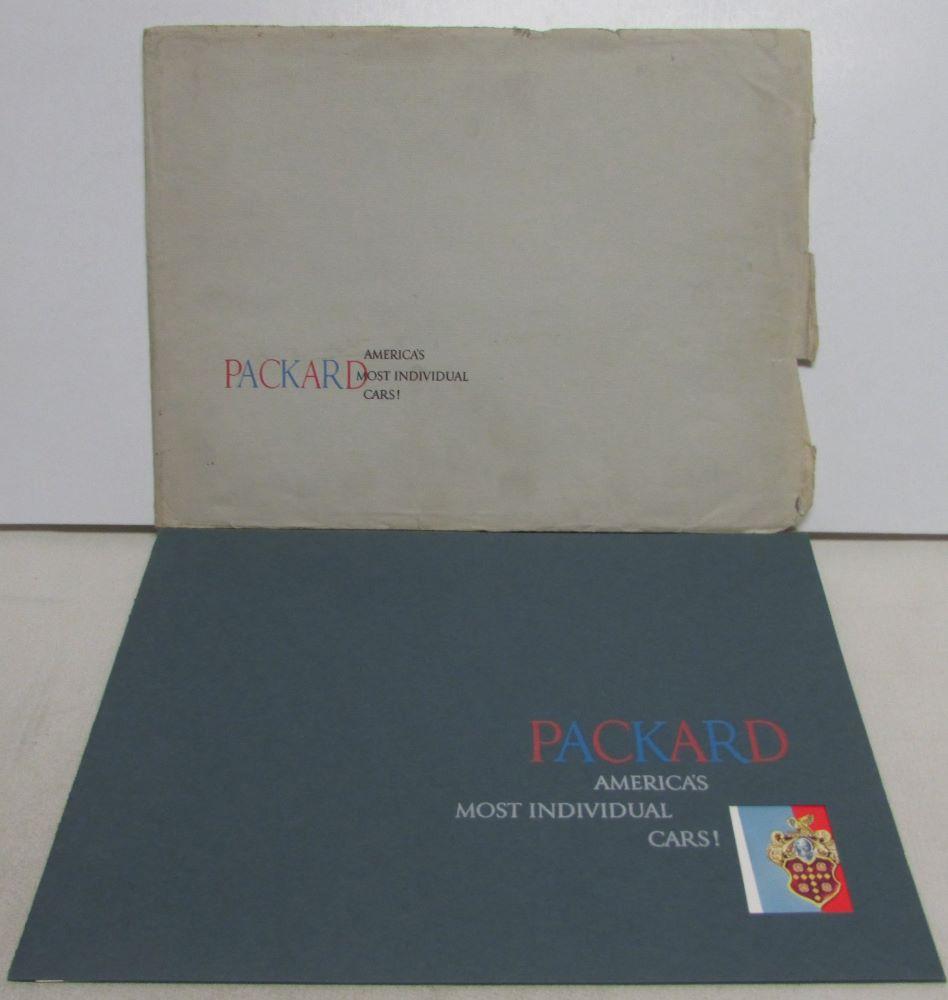 AMERICA'S
PACKARD MOST INDIVIDUAL
CARS!
PACKARD
AMERICA'S
MOST INDIVIDUAL
CARS!